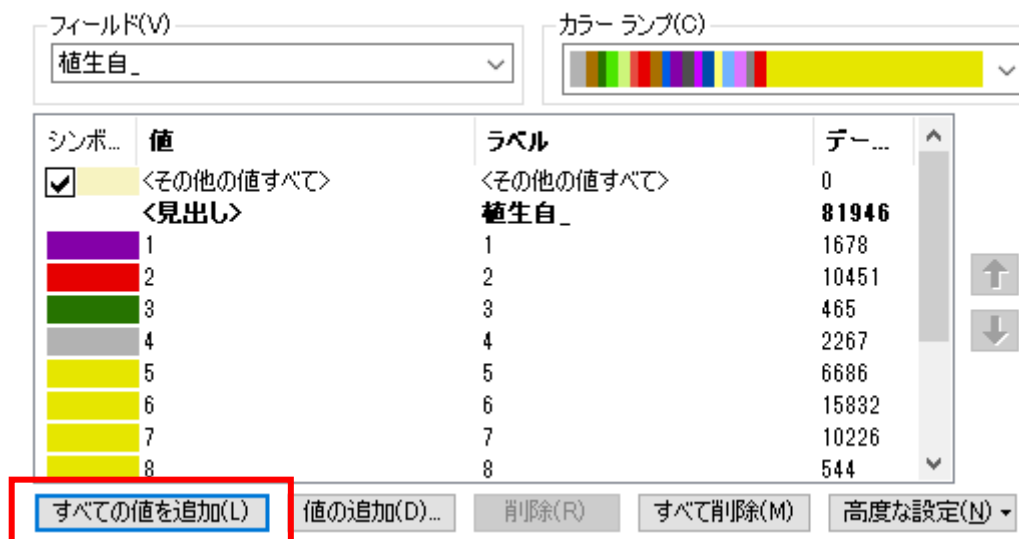 フィールド(V) カラー ランプ(C)
植生自_
シンボ... 値 ラベル デー...
<その他の値すべて> <その他の値すべて> 0
<見出し> 植生自_ 81946
1 1 1678
2 2 10451
3 3 465
4 4 2267
5 5 6686
6 6 15832
7 7 10226
8 8 544
すべての値を追加(L) 値の追加(D)... 削除(R) すべて削除(M) 高度な設定(N)